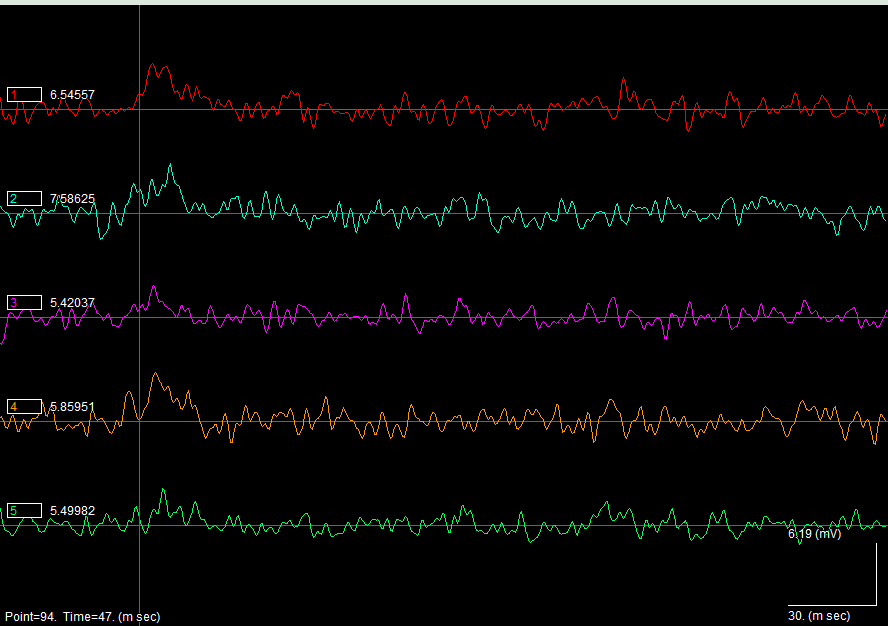 1 6.54557
2 7.58625
3 5.42037
4 5.85951
5 5.49982
6.19 (mV)
30. (m sec)
Point=94. Time=47. (m sec)